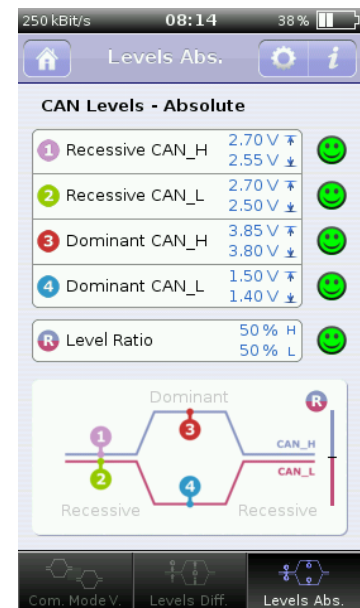 250 kBit/s 08:14 38%
Levels Abs. i
CAN Levels - Absolute
1 Recessive CAN_H 2.70 V
2.55 V
2 Recessive CAN_L 2.70 V
2.50 V
3 Dominant CAN_H 3.85 V
3.80 V
4 Dominant CAN_L 1.50 V
1.40 V
R Level Ratio 50% H
50% L
Dominant R
1 3 CAN_H
2 4 CAN_L
Recessive Recessive
Com. Mode V. Levels Diff. Levels Abs.